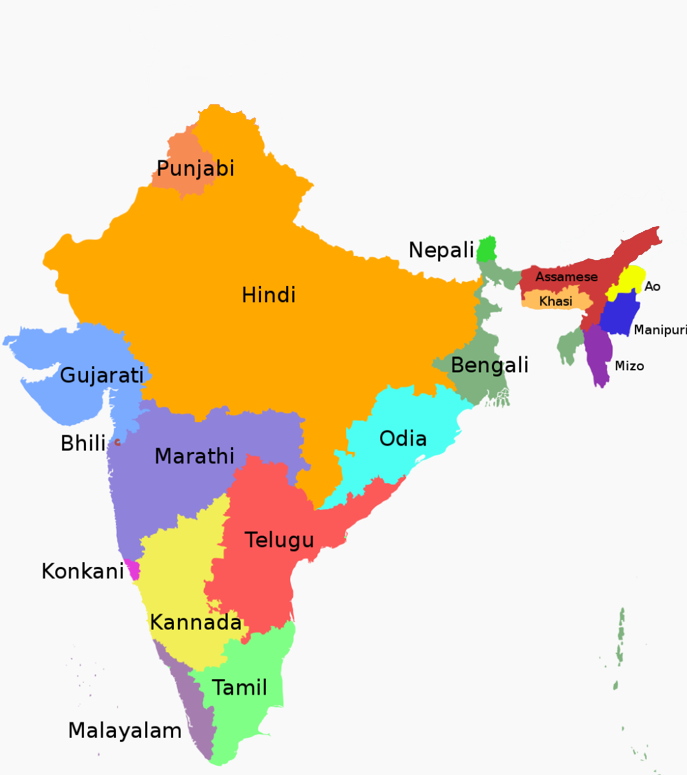 Punjabi
Nepali
Assamese
Ao
Hindi
Khasi
Manipuri
Bengali
Mizo
Gujarati
Odia
Bhili
Marathi
Telugu
Konkani
Kannada
Tamil
Malayalam